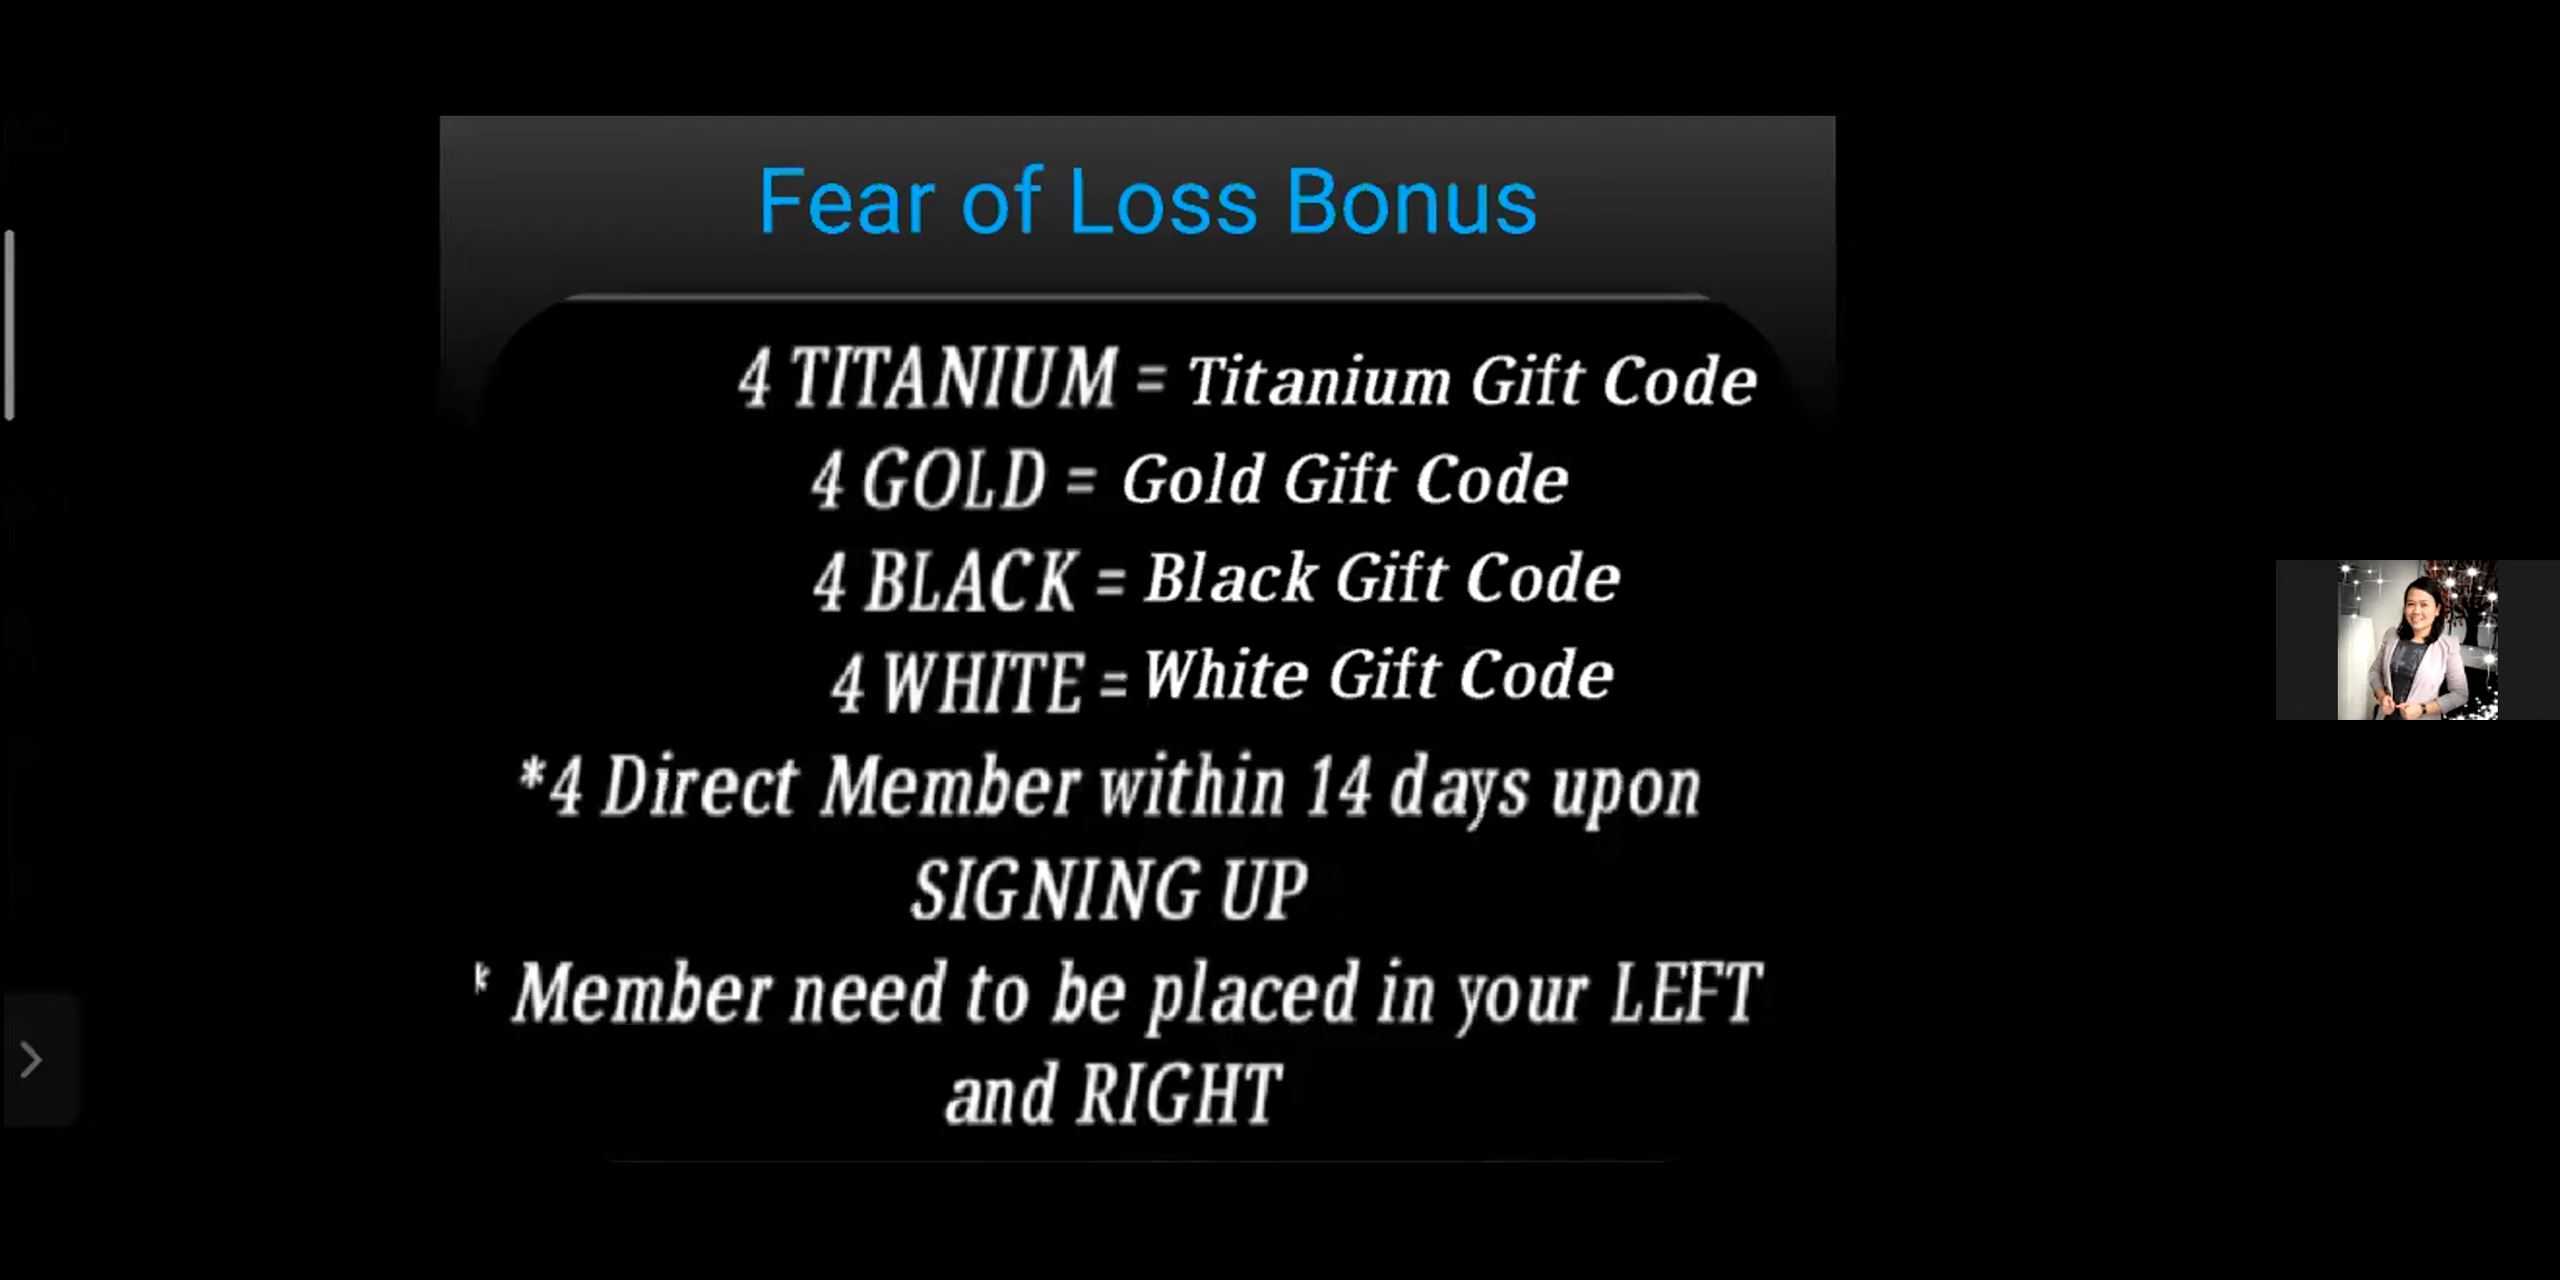 Fear of Loss Bonus
4 TITANIUM = Titanium Gift Code
4 GOLD = Gold Gift Code
4 BLACK = Black Gift Code
4 WHITE = White Gift Code
*4 Direct Member within 14 days upon
SIGNING UP
* Member need to be placed in your LEFT
and RIGHT